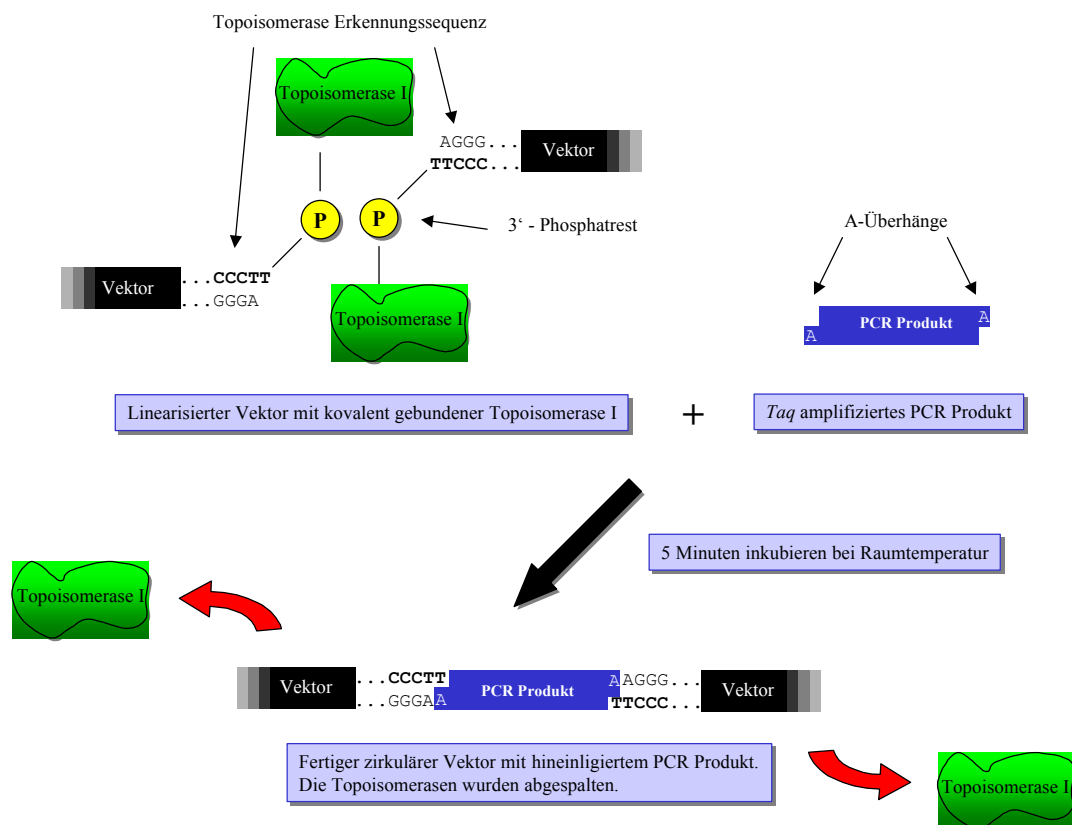 Topoisomerase Erkennungssequenz
Topoisomerase I
AGGG...
TTCCC...
Vektor
P
P
3‘ - Phosphatrest
A-Überhänge
Vektor
...CCCTT
...GGGA
Topoisomerase I
A
PCR Produkt
A
Linearisierter Vektor mit kovalent gebundener Topoisomerase I
+
Taq amplifiziertes PCR Produkt
5 Minuten inkubieren bei Raumtemperatur
Topoisomerase I
Vektor
...CCCTT
...GGGAA
PCR Produkt
AAGGG...
TTCCC...
Vektor
Fertiger zirkulärer Vektor mit hineinligiertem PCR Produkt.
Die Topoisomerasen wurden abgespalten.
Topoisomerase I